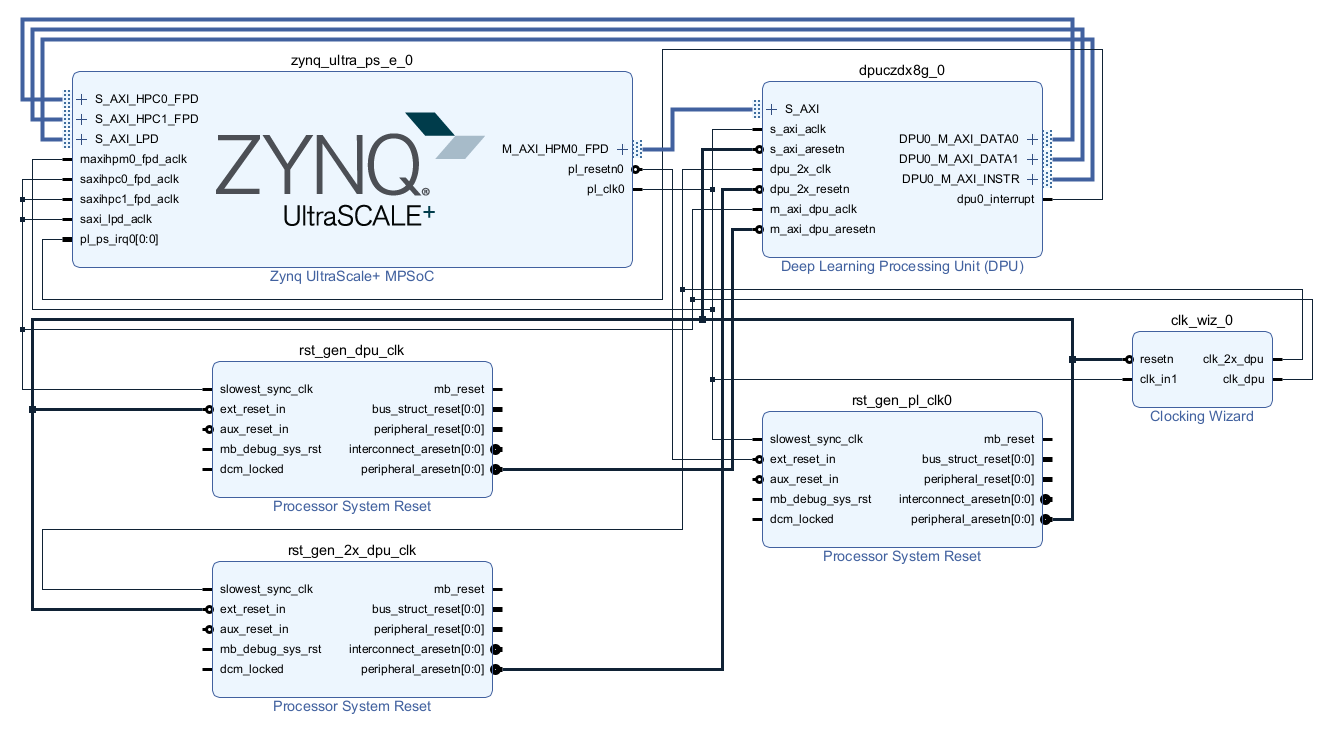 zynq_ultra_ps_e_0
S_AXI_HPC0_FPD
S_AXI_HPC1_FPD
S_AXI_LPD
maxihpm0_fpd_aclk
saxihpc0_fpd_aclk
saxihpc1_fpd_aclk
saxi_lpd_aclk
pl_ps_irq0[0:0]
ZYNQ®
UltraSCALE+
M_AXI_HPM0_FPD
pl_resetn0
pl_clk0
Zynq UltraScale+ MPSoC
dpuczdx8g_0
S_AXI
s_axi_aclk
s_axi_aresetn
dpu_2x_clk
dpu_2x_resetn
m_axi_dpu_aclk
m_axi_dpu_aresetn
DPU0_M_AXI_DATA0
DPU0_M_AXI_DATA1
DPU0_M_AXI_INSTR
dpu0_interrupt
Deep Learning Processing Unit (DPU)
clk_wiz_0
resetn
clk_in1
clk_2x_dpu
clk_dpu
Clocking Wizard
rst_gen_dpu_clk
slowest_sync_clk
ext_reset_in
aux_reset_in
mb_debug_sys_rst
dcm_locked
mb_reset
bus_struct_reset[0:0]
peripheral_reset[0:0]
interconnect_aresetn[0:0]
peripheral_aresetn[0:0]
Processor System Reset
rst_gen_pl_clk0
slowest_sync_clk
ext_reset_in
aux_reset_in
mb_debug_sys_rst
dcm_locked
mb_reset
bus_struct_reset[0:0]
peripheral_reset[0:0]
interconnect_aresetn[0:0]
peripheral_aresetn[0:0]
Processor System Reset
rst_gen_2x_dpu_clk
slowest_sync_clk
ext_reset_in
aux_reset_in
mb_debug_sys_rst
dcm_locked
mb_reset
bus_struct_reset[0:0]
peripheral_reset[0:0]
interconnect_aresetn[0:0]
peripheral_aresetn[0:0]
Processor System Reset